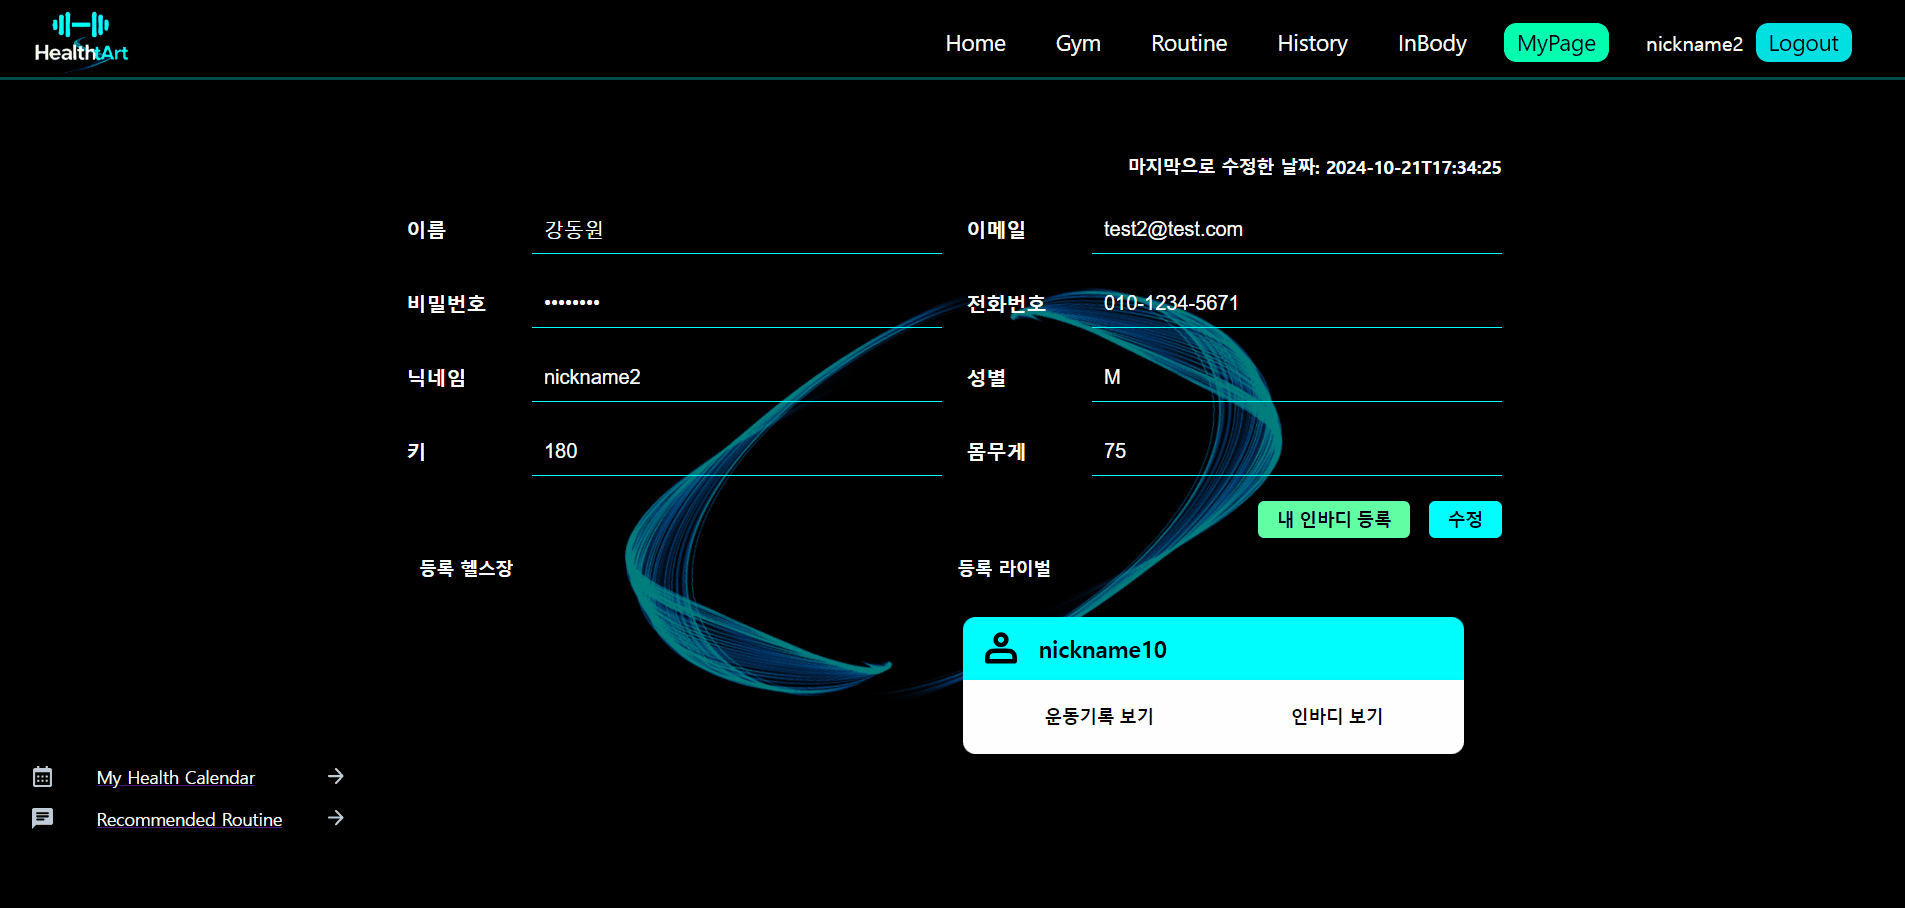 HealthtArt
Home Gym Routine History InBody MyPage nickname2 Logout
마지막으로 수정한 날짜: 2024-10-21T17:34:25
이름 강동원 이메일 test2@test.com
비밀번호 •••••••• 전화번호 010-1234-5671
닉네임 nickname2 성별 M
키 180 몸무게 75
내 인바디 등록 수정
등록 헬스장 등록 라이벌
nickname10
운동기록 보기 인바디 보기
My Health Calendar
Recommended Routine